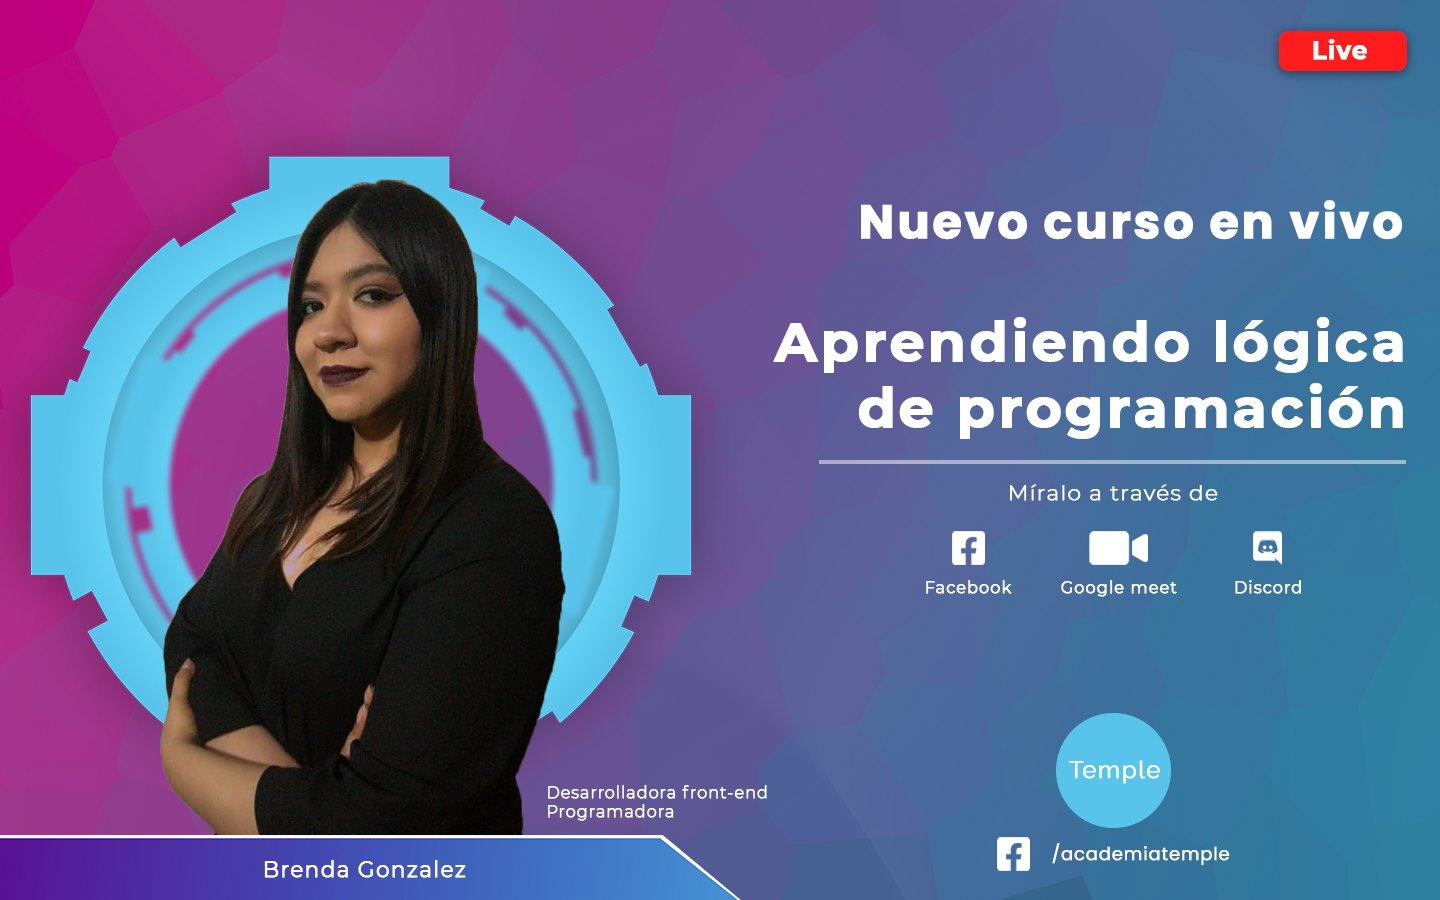 Live
Nuevo curso en vivo
Aprendiendo lógica
de programación
Míralo a través de
Facebook
Google meet
Discord
Desarrolladora front-end
Programadora
Brenda Gonzalez
Temple
/academiatemple